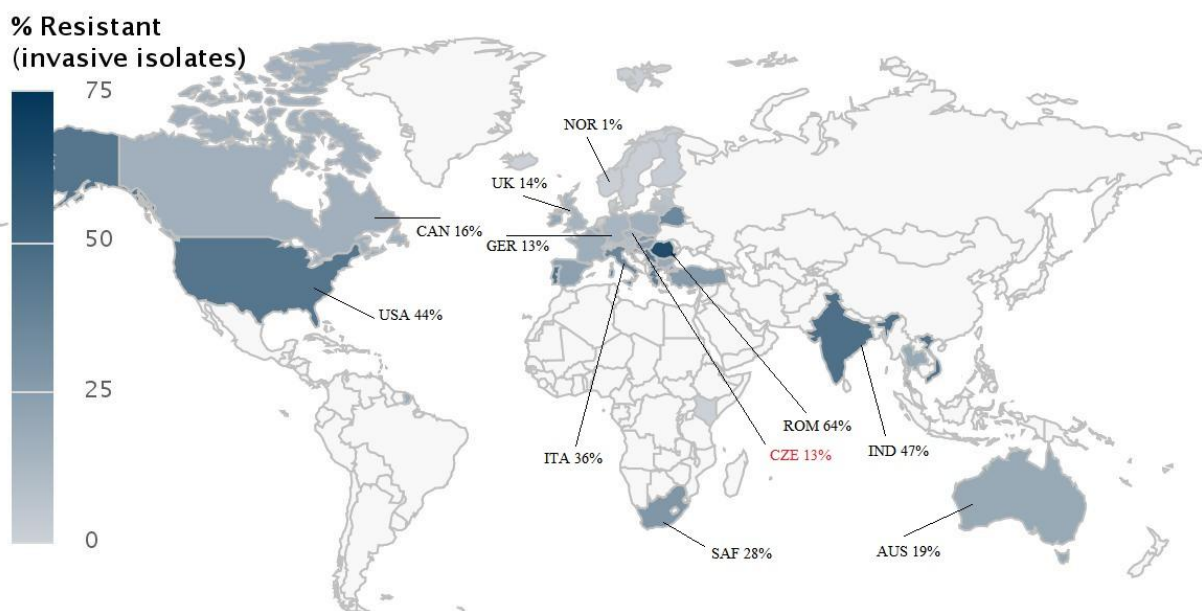 % Resistant
(invasive isolates)
75
50
25
0
NOR 1%
UK 14%
CAN 16%
GER 13%
USA 44%
ITA 36%
ROM 64%
CZE 13%
IND 47%
SAF 28%
AUS 19%